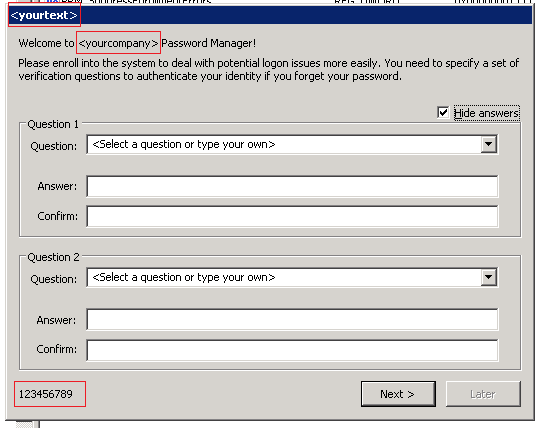 <yourtext>
Welcome to <yourcompany> Password Manager!
Please enroll into the system to deal with potential logon issues more easily. You need to specify a set of
verification questions to authenticate your identity if you forget your password.
Hide answers
Question 1
Question: <Select a question or type your own>
Answer:
Confirm:
Question 2
Question: <Select a question or type your own>
Answer:
Confirm:
123456789 Next > Later